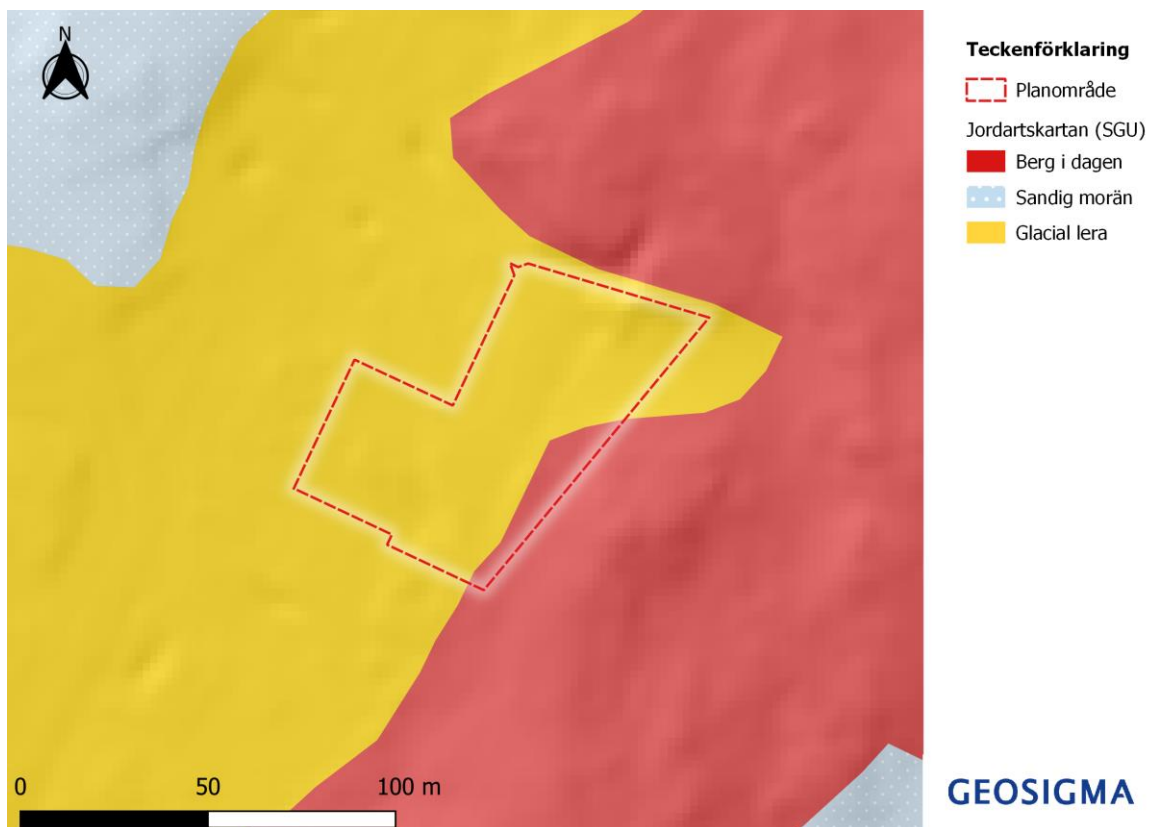 N
Teckenförklaring
Planområde
Jordartskartan (SGU)
Berg i dagen
Sandig morän
Glacial lera
0 50 100 m
GEOSIGMA